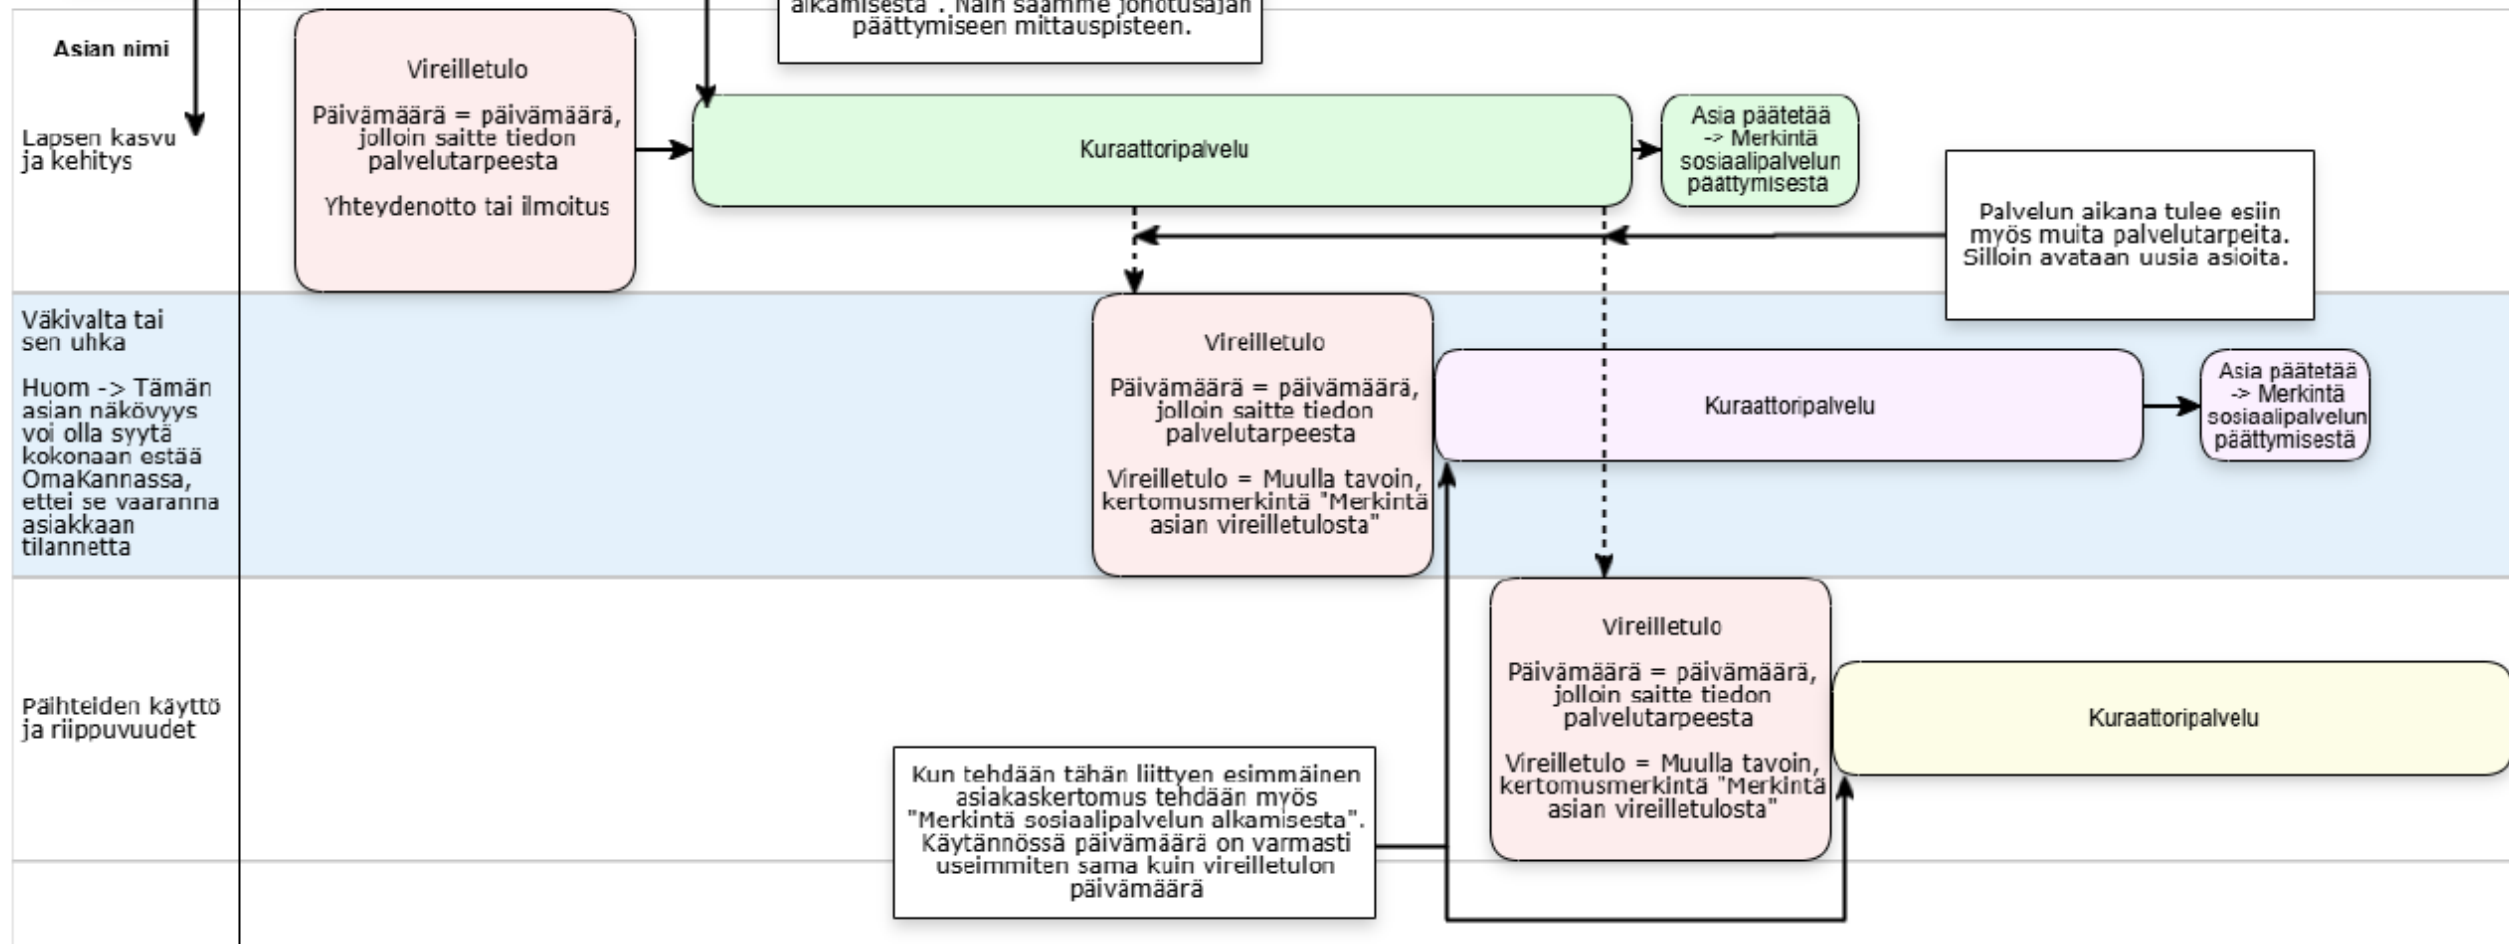 alkamisesta". Näin saamme johotusajan
päättymiseen mittauspisteen.
Asian nimi
Lapsen kasvu
ja kehitys
Vireilletulo
Päivämäärä = päivämäärä,
jolloin saitte tiedon
palvelutarpeesta
Yhteydenotto tai ilmoitus
Kuraattoripalvelu
Asia päätetää
-> Merkintä
sosiaalipalvelun
päättymisestä
Palvelun aikana tulee esiin
myös muita palvelutarpeita.
Silloin avataan uusia asioita.
Väkivalta tai
sen uhka
Huom -> Tämän
asian näkövyys
voi olla syytä
kokonaan estää
OmaKannassa,
ettei se vaaranna
asiakkaan
tilannetta
Vireilletulo
Päivämäärä = päivämäärä,
jolloin saitte tiedon
palvelutarpeesta
Vireilletulo = Muulla tavoin,
kertomusmerkintä "Merkintä
asian vireilletulosta"
Kuraattoripalvelu
Asia päätetää
-> Merkintä
sosiaalipalvelun
päättymisestä
Päihteiden käyttö
ja riippuvuudet
Vireilletulo
Päivämäärä = päivämäärä,
jolloin saitte tiedon
palvelutarpeesta
Vireilletulo = Muulla tavoin,
kertomusmerkintä "Merkintä
asian vireilletulosta"
Kuraattoripalvelu
Kun tehdään tähän liittyen esimmäinen
asiakaskertomus tehdään myös
"Merkintä sosiaalipalvelun alkamisesta".
Käytännössä päivämäärä on varmasti
useimmiten sama kuin vireilletulon
päivämäärä